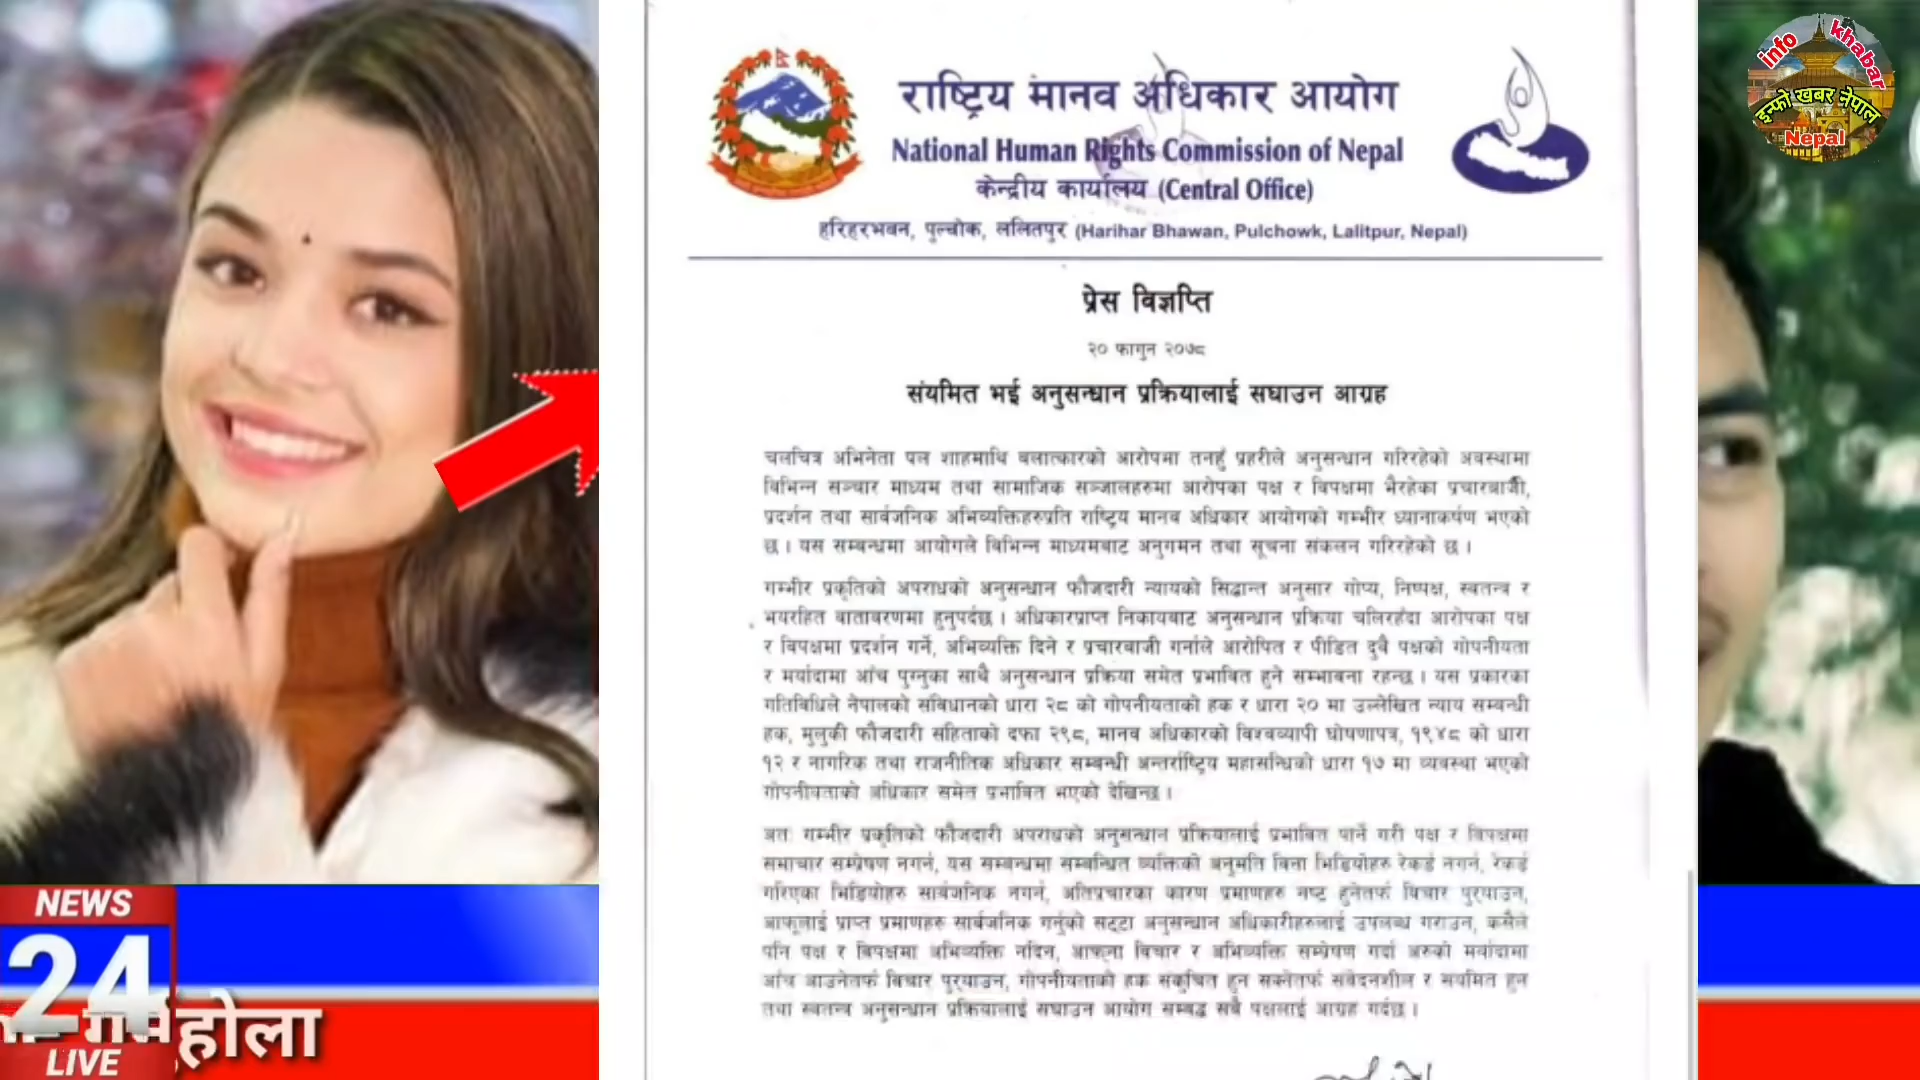 राष्ट्रिय मानव अधिकार आयोग
National Human Rights Commission of Nepal
केन्द्रीय कार्यालय (Central Office)
हरिहरभवन, पुल्चोक, ललितपुर (Harihar Bhawan, Pulchowk, Lalitpur, Nepal)
प्रेस विज्ञप्ति
२० फागुन २०७८
संयमित भई अनुसन्धान प्रक्रियालाई सघाउन आग्रह
चलचित्र अभिनेता पल शाहमाथि बलात्कारको आरोपमा तनहुँ प्रहरीले अनुसन्धान गरिरहेको अवस्थामा
विभिन्न सञ्चार माध्यम तथा सामाजिक सञ्जालहरुमा आरोपका पक्ष र विपक्षमा भैरहेका प्रचारबाजी,
प्रदर्शन तथा सार्वजनिक अभिव्यक्तिहरुप्रति राष्ट्रिय मानव अधिकार आयोगको गम्भीर ध्यानाकर्षण भएको
छ । यस सम्बन्धमा आयोगले विभिन्न माध्यमबाट अनुगमन तथा सूचना संकलन गरिरहेको छ ।
गम्भीर प्रकृतिको अपराधको अनुसन्धान फौजदारी न्यायको सिद्धान्त अनुसार गोप्य, निष्पक्ष, स्वतन्त्र र
भयरहित वातावरणमा हुनुपर्दछ । अधिकारप्राप्त निकायबाट अनुसन्धान प्रक्रिया चलिरहँदा आरोपका पक्ष
र विपक्षमा प्रदर्शन गर्ने, अभिव्यक्ति दिने र प्रचारबाजी गर्नाले आरोपित र पीडित दुवै पक्षको गोपनीयता
र मर्यादामा आँच पुग्नुका साथै अनुसन्धान प्रक्रिया समेत प्रभावित हुने सम्भावना रहन्छ । यस प्रकारका
गतिविधिले नेपालको संविधानको धारा २८ को गोपनीयताको हक र धारा २० मा उल्लेखित न्याय सम्बन्धी
हक, मुलुकी फौजदारी संहिताको दफा २९८, मानव अधिकारको विश्वव्यापी घोषणापत्र, १९४८ को धारा
१२ र नागरिक तथा राजनीतिक अधिकार सम्बन्धी अन्तर्राष्ट्रिय महासन्धिको धारा १७ मा व्यवस्था भएको
गोपनीयताको अधिकार समेत प्रभावित भएको देखिन्छ ।
अतः गम्भीर प्रकृतिको फौजदारी अपराधको अनुसन्धान प्रक्रियालाई प्रभावित पार्ने गरी पक्ष र विपक्षमा
समाचार सम्प्रेषण नगर्न, यस सम्बन्धमा सम्बन्धित व्यक्तिको अनुमति बिना भिडियोहरु रेकर्ड नगर्न, रेकर्ड
गरिएका भिडियोहरु सार्वजनिक नगर्न, अतिप्रचारका कारण प्रमाणहरु नष्ट हुनेतर्फ विचार पुर्‍याउन,
आफूलाई प्राप्त प्रमाणहरु सार्वजनिक गर्नुको सट्टा अनुसन्धान अधिकारीहरुलाई उपलब्ध गराउन, कसैले
पनि पक्ष र विपक्षमा अभिव्यक्ति नदिन, आफ्ना विचार र अभिव्यक्ति सम्प्रेषण गर्दा अरुको मर्यादामा
आँच आउनेतर्फ विचार पुर्‍याउन, गोपनीयताको हक संकुचित हुन सक्नेतर्फ संवेदनशील र संयमित हुन
तथा स्वतन्त्र अनुसन्धान प्रक्रियालाई सघाउन आयोग सम्बद्ध सबै पक्षलाई आग्रह गर्दछ ।
info khabar
इन्फो खबर नेपाल
Nepal
NEWS
24
LIVE
गर्नुहोला